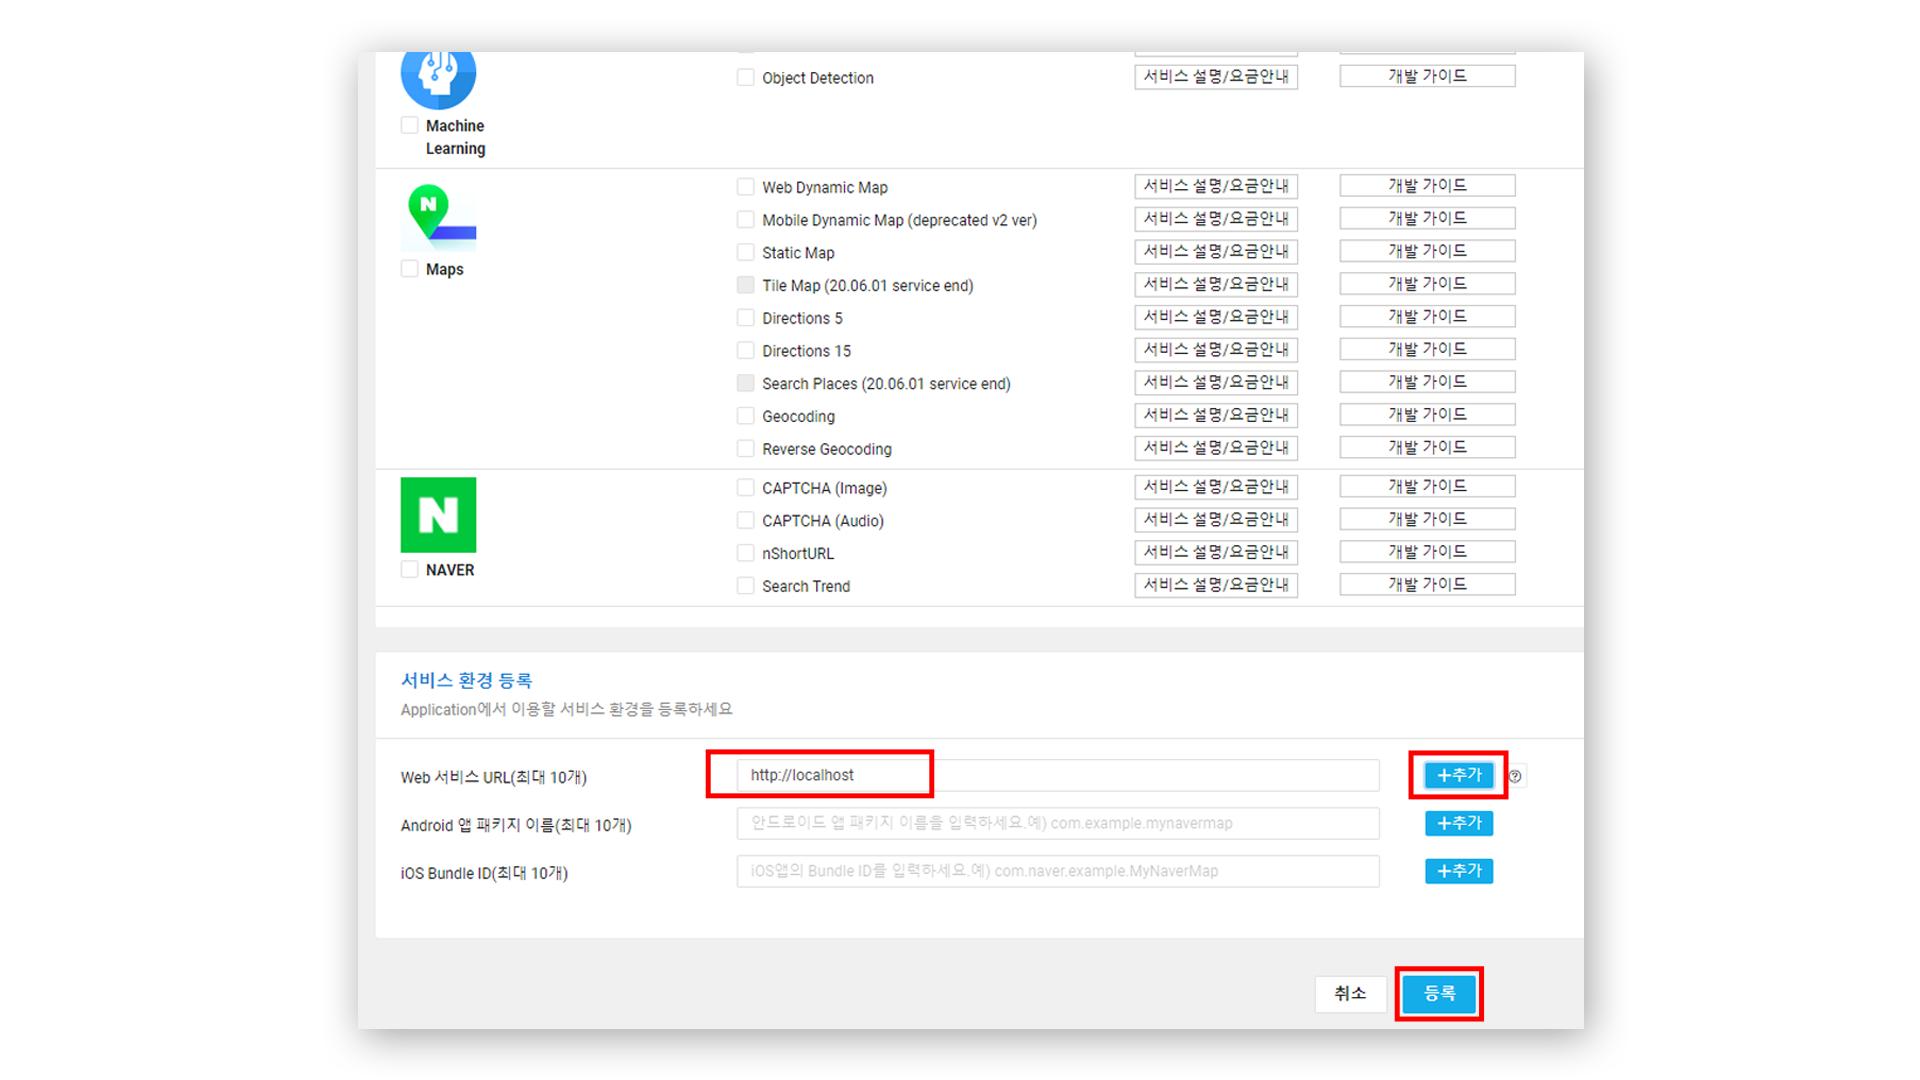 Object Detection 서비스 설명/요금안내 개발 가이드
Machine
Learning
Web Dynamic Map 서비스 설명/요금안내 개발 가이드
Mobile Dynamic Map (deprecated v2 ver) 서비스 설명/요금안내 개발 가이드
Static Map 서비스 설명/요금안내 개발 가이드
Maps
Tile Map (20.06.01 service end) 서비스 설명/요금안내 개발 가이드
Directions 5 서비스 설명/요금안내 개발 가이드
Directions 15 서비스 설명/요금안내 개발 가이드
Search Places (20.06.01 service end) 서비스 설명/요금안내 개발 가이드
Geocoding 서비스 설명/요금안내 개발 가이드
Reverse Geocoding 서비스 설명/요금안내 개발 가이드
N
CAPTCHA (Image) 서비스 설명/요금안내 개발 가이드
CAPTCHA (Audio) 서비스 설명/요금안내 개발 가이드
nShortURL 서비스 설명/요금안내 개발 가이드
NAVER
Search Trend 서비스 설명/요금안내 개발 가이드
서비스 환경 등록
Application에서 이용할 서비스 환경을 등록하세요
Web 서비스 URL(최대 10개) http://localhost +추가 ?
Android 앱 패키지 이름(최대 10개) 안드로이드 앱 패키지 이름을 입력하세요.예) com.example.mynavermap +추가
iOS Bundle ID(최대 10개) iOS앱의 Bundle ID를 입력하세요.예) com.naver.example.MyNaverMap +추가
취소 등록